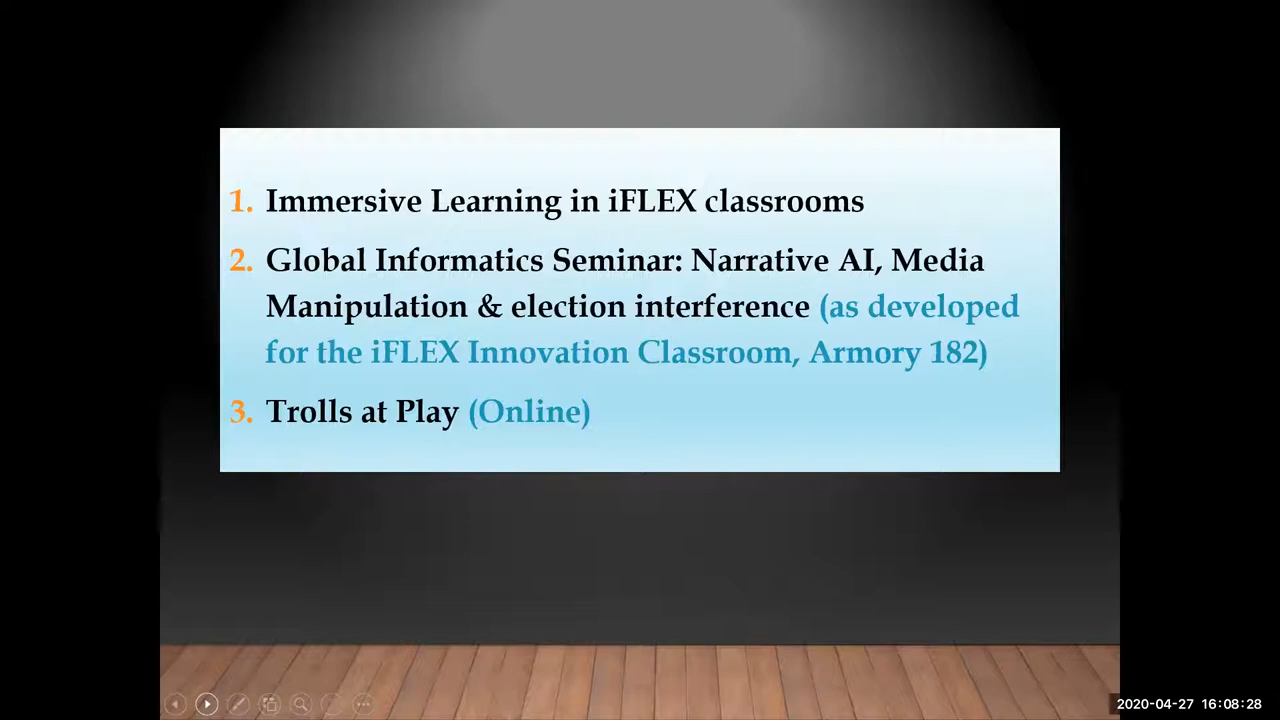 1. Immersive Learning in iFLEX classrooms
2. Global Informatics Seminar: Narrative AI, Media
Manipulation & election interference (as developed
for the iFLEX Innovation Classroom, Armory 182)
3. Trolls at Play (Online)
2020-04-27 16:08:28